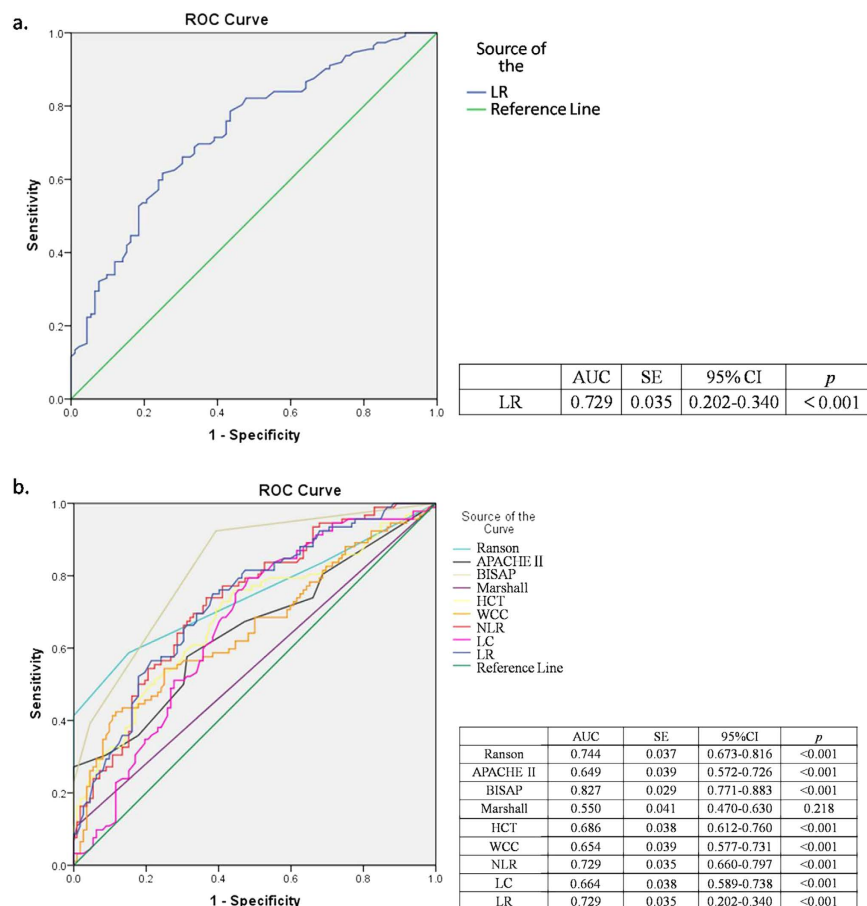 a.
ROC Curve
1.0
0.8
0.6
0.4
0.2
0.0
Sensitivity
0.0 0.2 0.4 0.6 0.8 1.0
1 - Specificity
Source of
the
LR
Reference Line
AUC SE 95% CI p
LR 0.729 0.035 0.202-0.340 <0.001
b.
ROC Curve
1.0
0.8
0.6
0.4
0.2
0.0
Sensitivity
0.0 0.2 0.4 0.6 0.8 1.0
1 - Specificity
Source of the
Curve
Ranson
APACHE II
BISAP
Marshall
HCT
WCC
NLR
LC
LR
Reference Line
AUC SE 95%CI p
Ranson 0.744 0.037 0.673-0.816 <0.001
APACHE II 0.649 0.039 0.572-0.726 <0.001
BISAP 0.827 0.029 0.771-0.883 <0.001
Marshall 0.550 0.041 0.470-0.630 0.218
HCT 0.686 0.038 0.612-0.760 <0.001
WCC 0.654 0.039 0.577-0.731 <0.001
NLR 0.729 0.035 0.660-0.797 <0.001
LC 0.664 0.038 0.589-0.738 <0.001
LR 0.729 0.035 0.202-0.340 <0.001